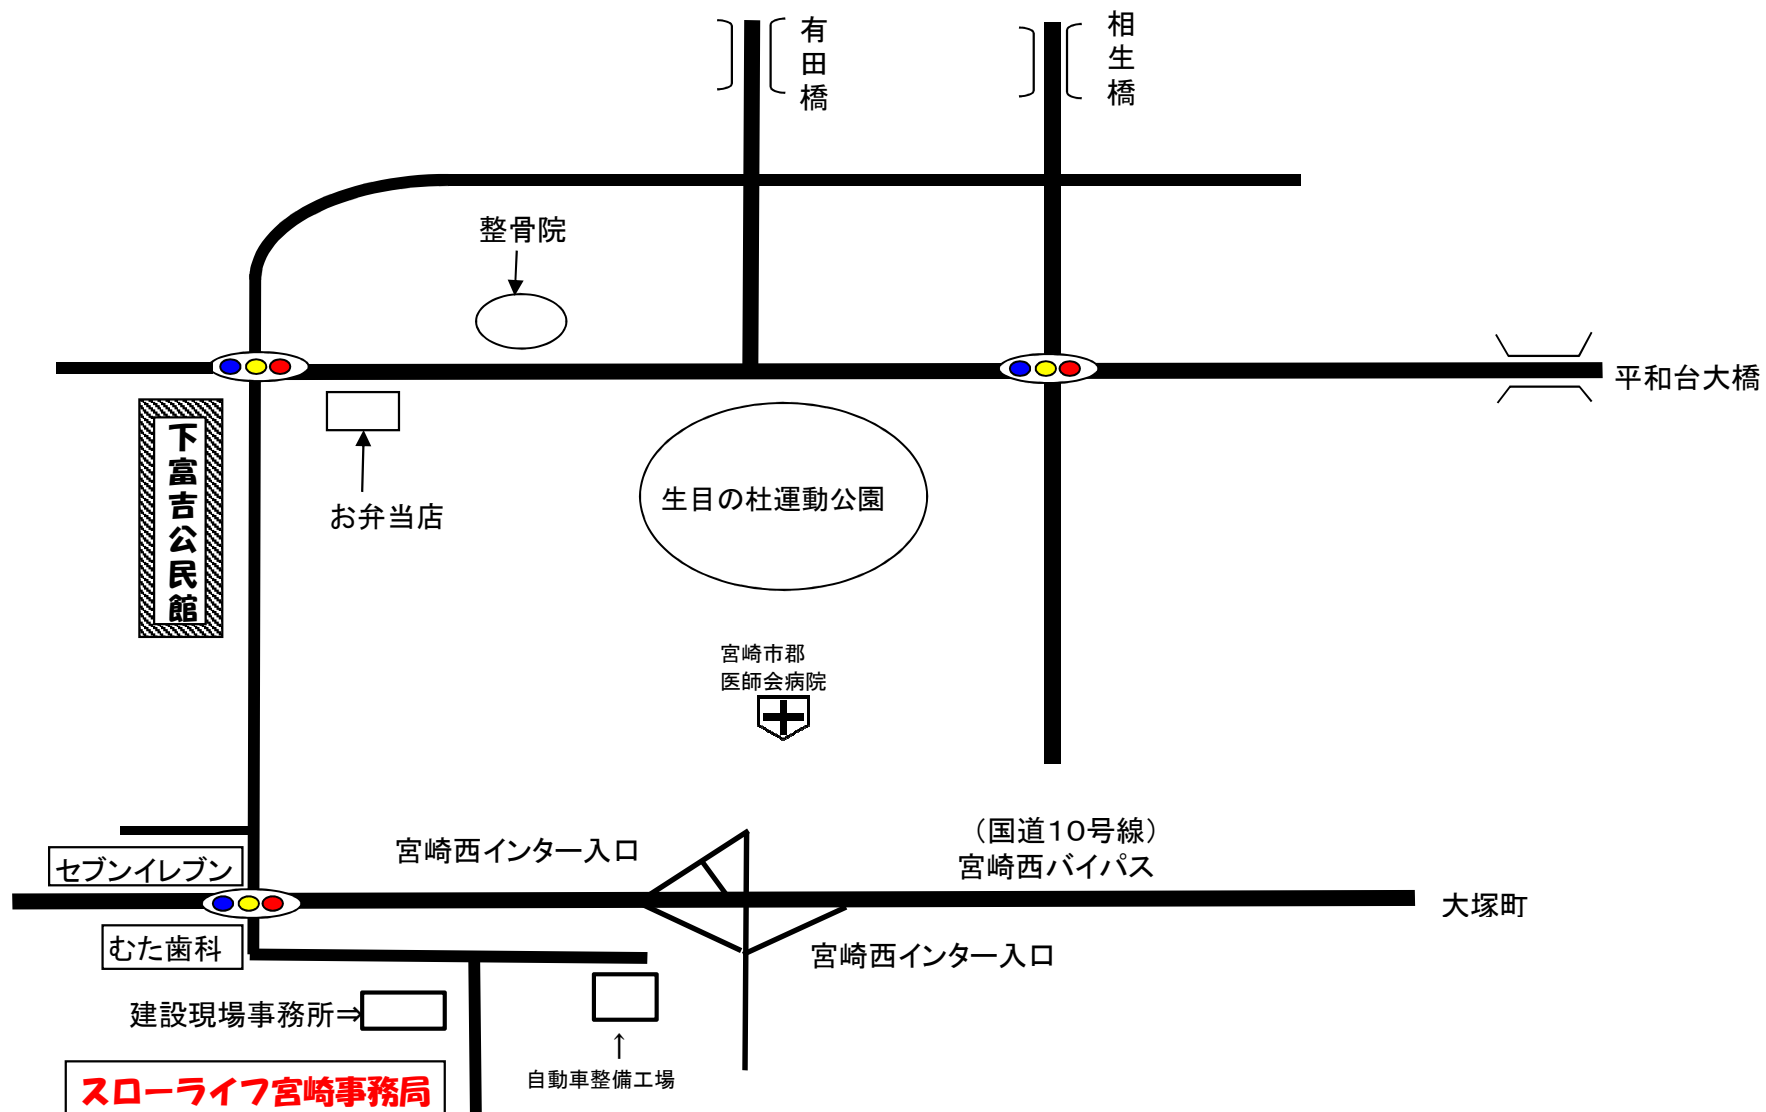 有田橋
相生橋
整骨院
平和台大橋
下富吉公民館
お弁当店
生目の杜運動公園
宮崎市郡
医師会病院
（国道１０号線）
宮崎西インター入口
宮崎西バイパス
セブンイレブン
大塚町
むた歯科
宮崎西インター入口
建設現場事務所⇒
↑
自動車整備工場
スローライフ宮崎事務局